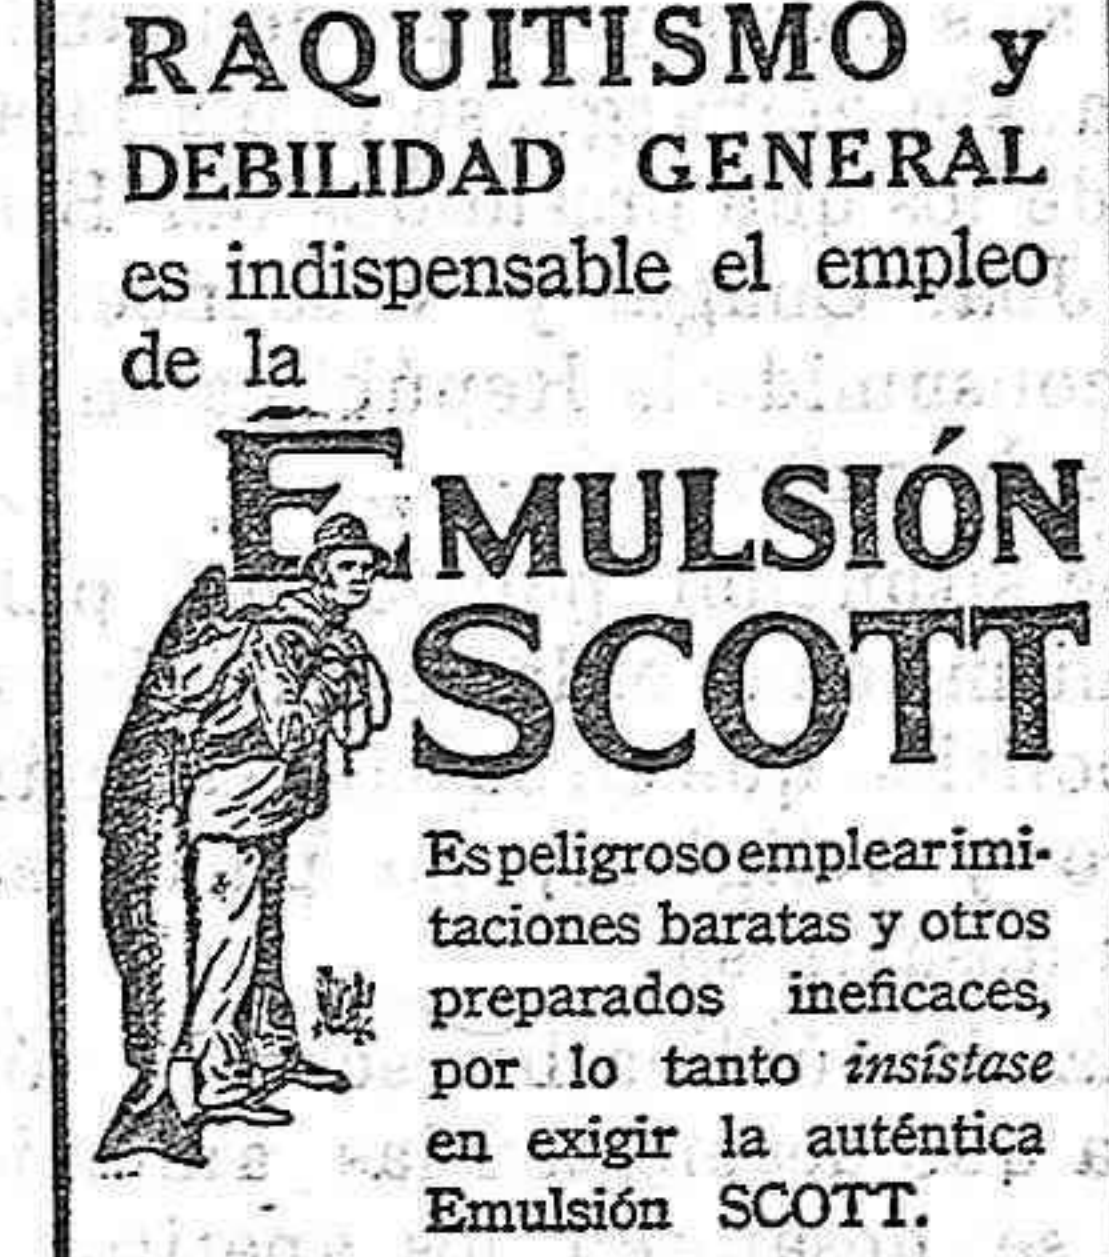 RAQUITISMO y
DEBILIDAD GENERAL
es indispensable el empleo
de la
EMULSIÓN
SCOTT
Es peligroso emplear imi-
taciones baratas y otros
preparados ineficaces,
por lo tanto insístase
en exigir la auténtica
Emulsión SCOTT.